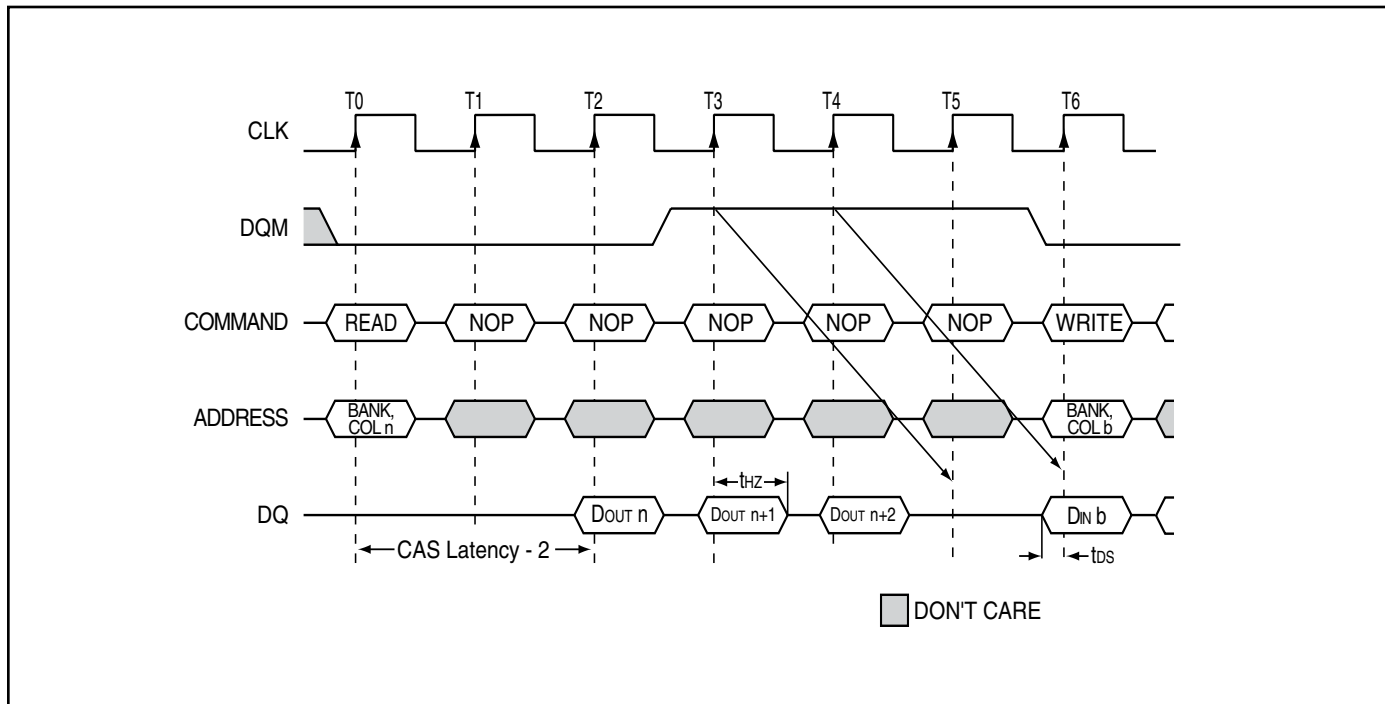 T0 T1 T2 T3 T4 T5 T6
CLK
DQM
COMMAND READ NOP NOP NOP NOP NOP WRITE
ADDRESS BANK, COL n BANK, COL b
tHZ
DQ DOUT n DOUT n+1 DOUT n+2 DIN b
CAS Latency - 2 tDS
DON'T CARE